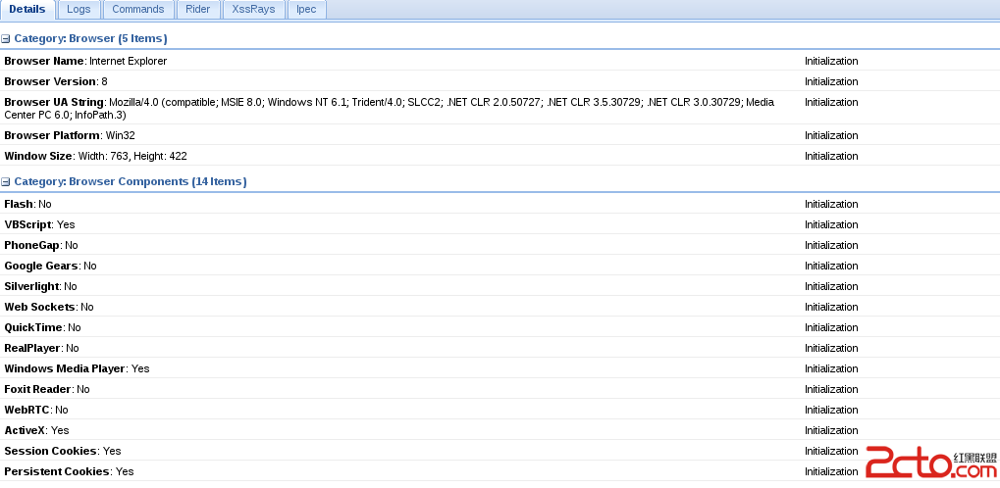 Details Logs Commands Rider XssRays Ipec
Category: Browser (5 Items)
Browser Name: Internet Explorer Initialization
Browser Version: 8 Initialization
Browser UA String: Mozilla/4.0 (compatible; MSIE 8.0; Windows NT 6.1; Trident/4.0; SLCC2; .NET CLR 2.0.50727; .NET CLR 3.5.30729; .NET CLR 3.0.30729; Media Initialization
Center PC 6.0; InfoPath.3)
Browser Platform: Win32 Initialization
Window Size: Width: 763, Height: 422 Initialization
Category: Browser Components (14 Items)
Flash: No Initialization
VBScript: Yes Initialization
PhoneGap: No Initialization
Google Gears: No Initialization
Silverlight: No Initialization
Web Sockets: No Initialization
QuickTime: No Initialization
RealPlayer: No Initialization
Windows Media Player: Yes Initialization
Foxit Reader: No Initialization
WebRTC: No Initialization
ActiveX: Yes Initialization
Session Cookies: Yes Initialization
Persistent Cookies: Yes Initialization
2cto.com 红黑联盟